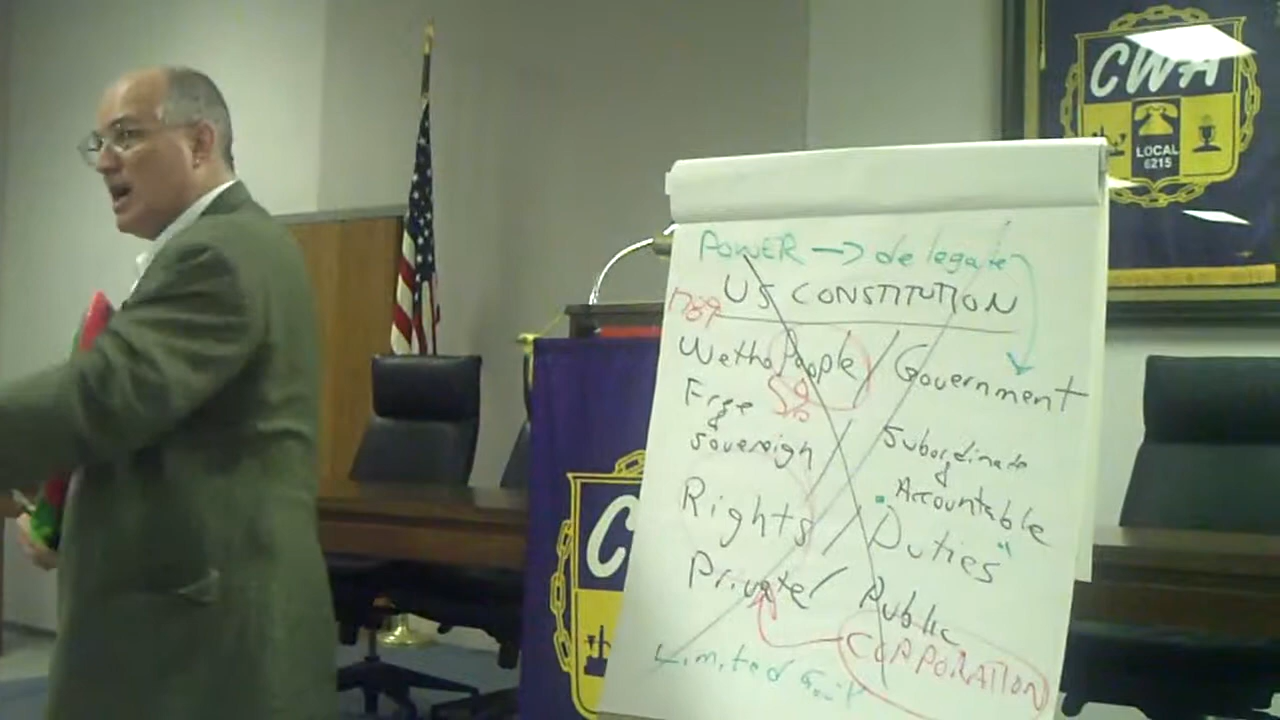 POWER → delegate
US CONSTITUTION
1789
We the People / Government
Free
&
Sovereign / Subordinate
&
Accountable
Rights / Duties
Private / Public
CORPORATION
Limited Gov't
CWA
LOCAL
6215
C